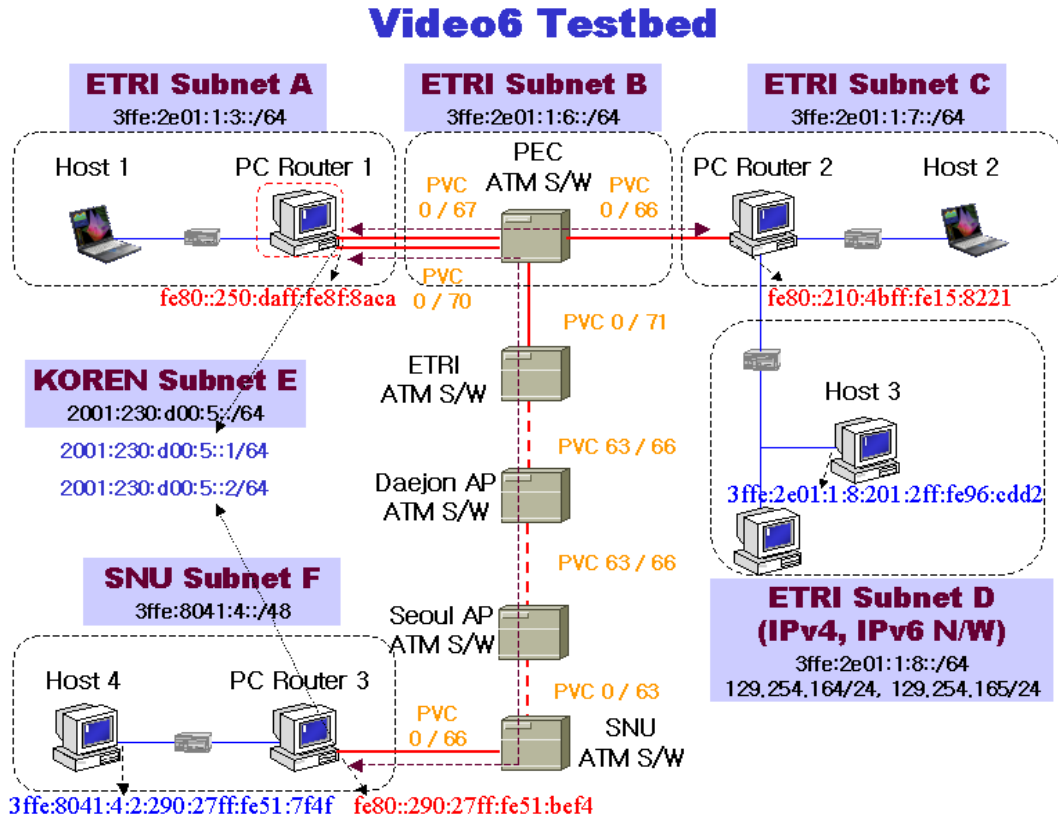 Video6 Testbed
ETRI Subnet A
3ffe:2e01:1:3::/64
ETRI Subnet B
3ffe:2e01:1:6::/64
ETRI Subnet C
3ffe:2e01:1:7::/64
Host 1
PC Router 1
PEC
ATM S/W
PC Router 2
Host 2
PVC
0 / 67
PVC
0 / 66
fe80::250:daff:fe8f:8aca
PVC
0 / 70
fe80::210:4bff:fe15:8221
PVC 0 / 71
ETRI
ATM S/W
KOREN Subnet E
2001:230:d00:5::/64
2001:230:d00:5::1/64
2001:230:d00:5::2/64
Host 3
PVC 63 / 66
Daejon AP
ATM S/W
3ffe:2e01:1:8:201:2ff:fe96:cdd2
PVC 63 / 66
SNU Subnet F
3ffe:8041:4::/48
Seoul AP
ATM S/W
ETRI Subnet D
(IPv4, IPv6 N/W)
3ffe:2e01:1:8::/64
129.254.164/24, 129.254.165/24
Host 4
PC Router 3
PVC 0 / 63
PVC
0 / 66
SNU
ATM S/W
3ffe:8041:4:2:290:27ff:fe51:7f4f
fe80::290:27ff:fe51:bef4